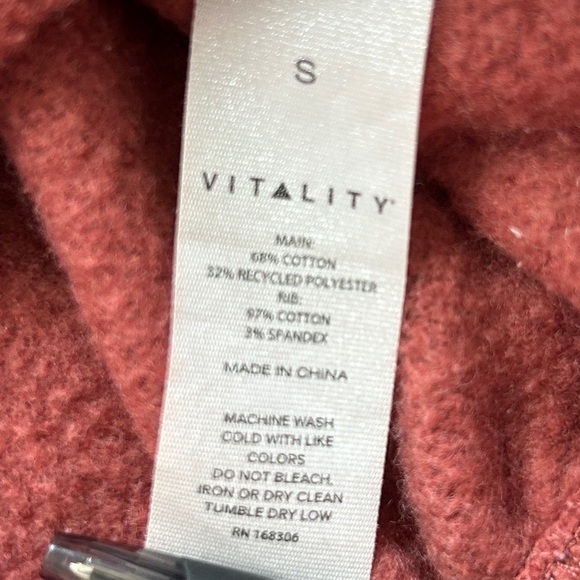 S
VITALITY
MAIN:
68% COTTON
32% RECYCLED POLYESTER
RIB:
97% COTTON
3% SPANDEX
MADE IN CHINA
MACHINE WASH
COLD WITH LIKE
COLORS
DO NOT BLEACH,
IRON OR DRY CLEAN
TUMBLE DRY LOW
RN 168306